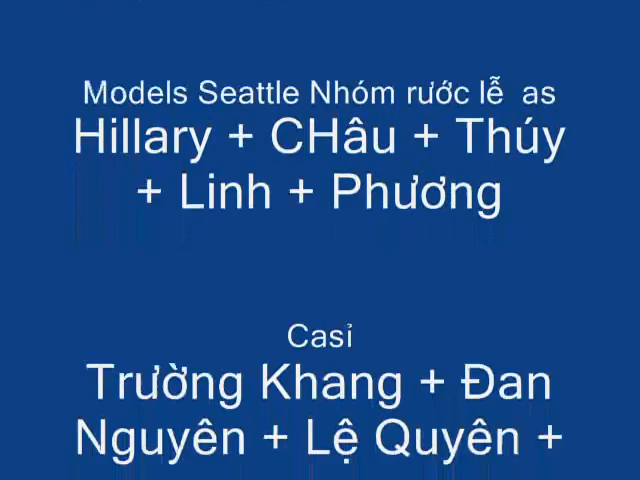 Models Seattle Nhóm rước lễ as
Hillary + CHâu + Thúy
+ Linh + Phương
Casỉ
Trường Khang + Đan
Nguyên + Lệ Quyên +